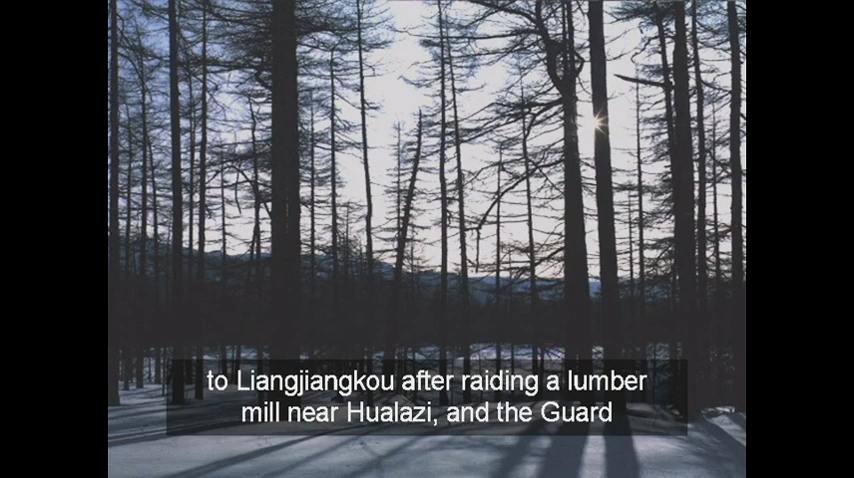 to Liangjiangkou after raiding a lumber
mill near Hualazi, and the Guard